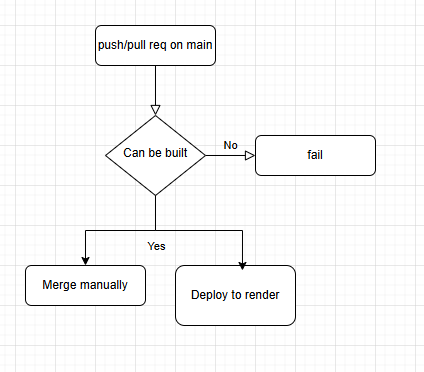 push/pull req on main
Can be built
No
fail
Yes
Merge manually
Deploy to render